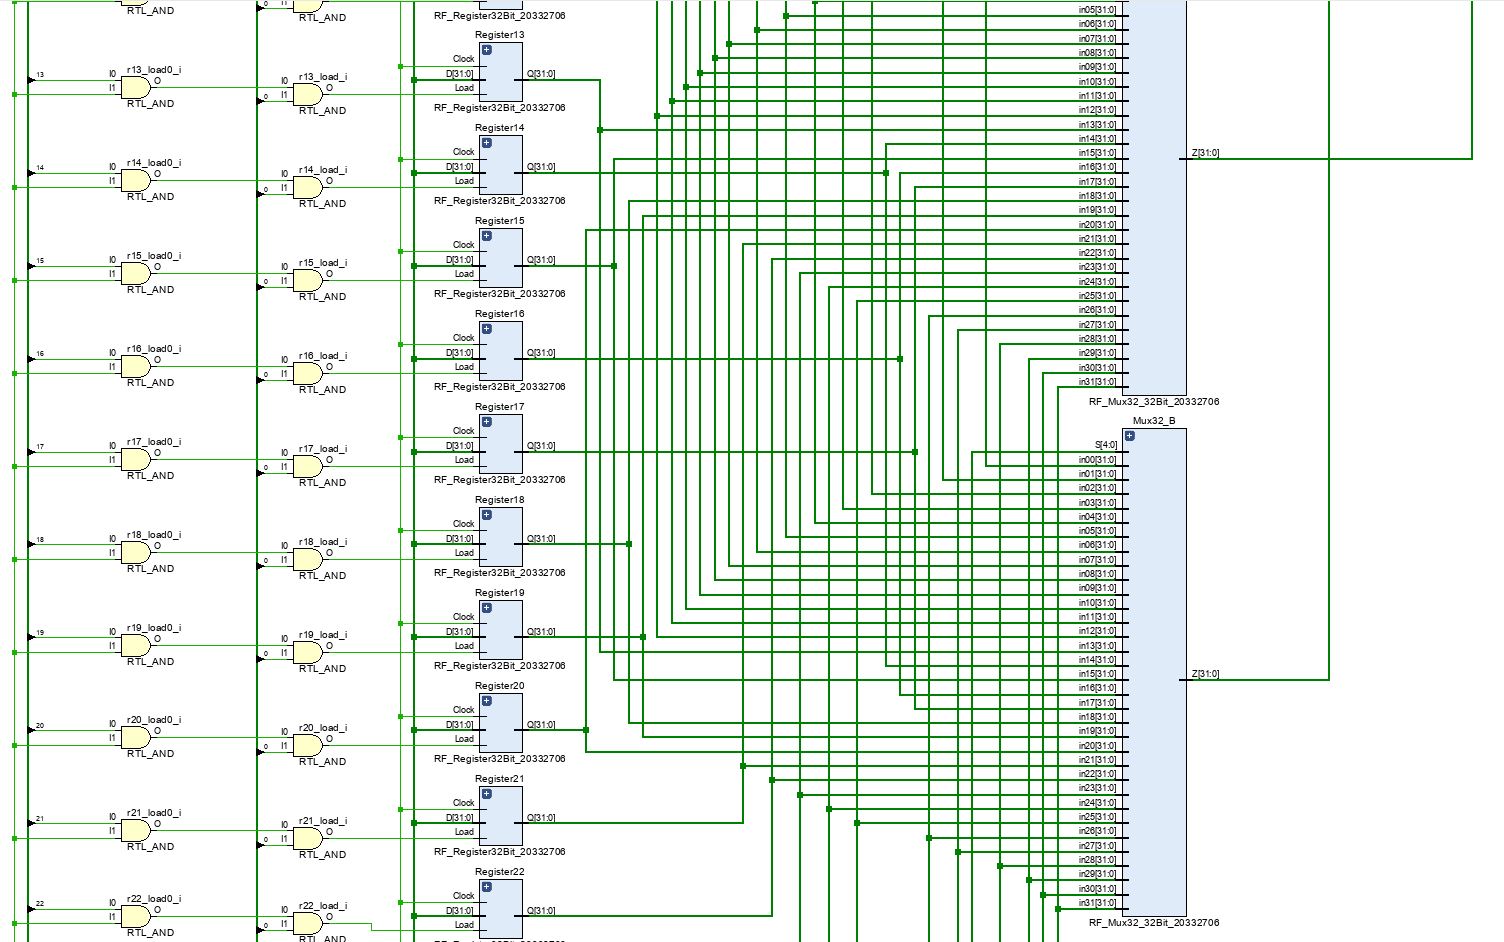 RTL_AND
0
I1
RTL_AND
RF_Register32Bit_20332706
13
r13_load0_i
I0
I1
O
RTL_AND
0
r13_load_i
I0
I1
O
RTL_AND
Register13
Clock
D[31:0]
Load
Q[31:0]
RF_Register32Bit_20332706
14
r14_load0_i
I0
I1
O
RTL_AND
0
r14_load_i
I0
I1
O
RTL_AND
Register14
Clock
D[31:0]
Load
Q[31:0]
RF_Register32Bit_20332706
15
r15_load0_i
I0
I1
O
RTL_AND
0
r15_load_i
I0
I1
O
RTL_AND
Register15
Clock
D[31:0]
Load
Q[31:0]
RF_Register32Bit_20332706
16
r16_load0_i
I0
I1
O
RTL_AND
0
r16_load_i
I0
I1
O
RTL_AND
Register16
Clock
D[31:0]
Load
Q[31:0]
RF_Register32Bit_20332706
17
r17_load0_i
I0
I1
O
RTL_AND
0
r17_load_i
I0
I1
O
RTL_AND
Register17
Clock
D[31:0]
Load
Q[31:0]
RF_Register32Bit_20332706
18
r18_load0_i
I0
I1
O
RTL_AND
0
r18_load_i
I0
I1
O
RTL_AND
Register18
Clock
D[31:0]
Load
Q[31:0]
RF_Register32Bit_20332706
19
r19_load0_i
I0
I1
O
RTL_AND
0
r19_load_i
I0
I1
O
RTL_AND
Register19
Clock
D[31:0]
Load
Q[31:0]
RF_Register32Bit_20332706
20
r20_load0_i
I0
I1
O
RTL_AND
0
r20_load_i
I0
I1
O
RTL_AND
Register20
Clock
D[31:0]
Load
Q[31:0]
RF_Register32Bit_20332706
21
r21_load0_i
I0
I1
O
RTL_AND
0
r21_load_i
I0
I1
O
RTL_AND
Register21
Clock
D[31:0]
Load
Q[31:0]
RF_Register32Bit_20332706
22
r22_load0_i
I0
I1
O
RTL_AND
0
r22_load_i
I0
I1
O
RTL_AND
Register22
Clock
D[31:0]
Load
Q[31:0]
RF_Register32Bit_20332706
in05[31:0]
in06[31:0]
in07[31:0]
in08[31:0]
in09[31:0]
in10[31:0]
in11[31:0]
in12[31:0]
in13[31:0]
in14[31:0]
in15[31:0]
in16[31:0]
in17[31:0]
in18[31:0]
in19[31:0]
in20[31:0]
in21[31:0]
in22[31:0]
in23[31:0]
in24[31:0]
in25[31:0]
in26[31:0]
in27[31:0]
in28[31:0]
in29[31:0]
in30[31:0]
in31[31:0]
Z[31:0]
RF_Mux32_32Bit_20332706
Mux32_B
S[4:0]
in00[31:0]
in01[31:0]
in02[31:0]
in03[31:0]
in04[31:0]
in05[31:0]
in06[31:0]
in07[31:0]
in08[31:0]
in09[31:0]
in10[31:0]
in11[31:0]
in12[31:0]
in13[31:0]
in14[31:0]
in15[31:0]
in16[31:0]
in17[31:0]
in18[31:0]
in19[31:0]
in20[31:0]
in21[31:0]
in22[31:0]
in23[31:0]
in24[31:0]
in25[31:0]
in26[31:0]
in27[31:0]
in28[31:0]
in29[31:0]
in30[31:0]
in31[31:0]
Z[31:0]
RF_Mux32_32Bit_20332706